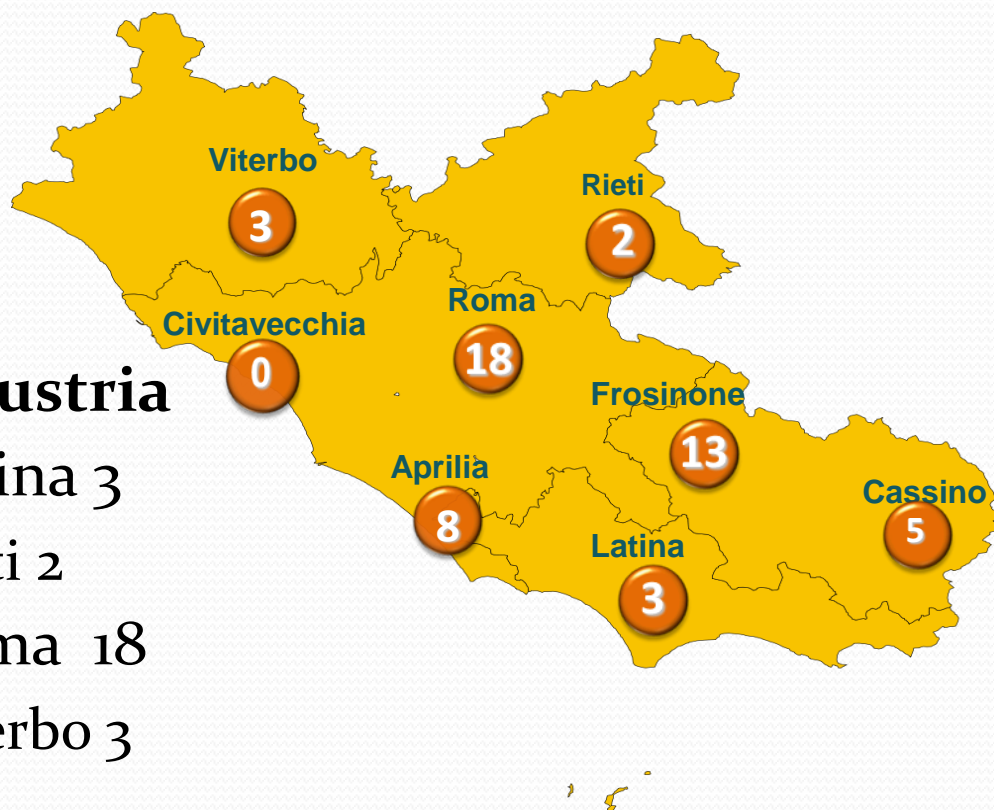 Viterbo
3
Rieti
2
Roma
18
Civitavecchia
0
Frosinone
13
Aprilia
8
Cassino
5
Latina
3
ustria
ina 3
ti 2
ma 18
erbo 3